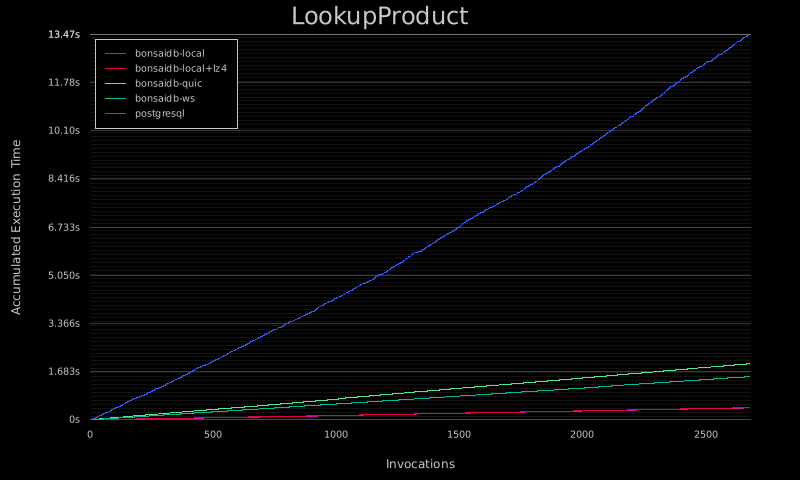 LookupProduct
13.47s
11.78s
10.10s
8.416s
6.733s
5.050s
3.366s
1.683s
0s
bonsaidb-local
bonsaidb-local+lz4
bonsaidb-quic
bonsaidb-ws
postgresql
Accumulated Execution Time
0
500
1000
1500
2000
2500
Invocations